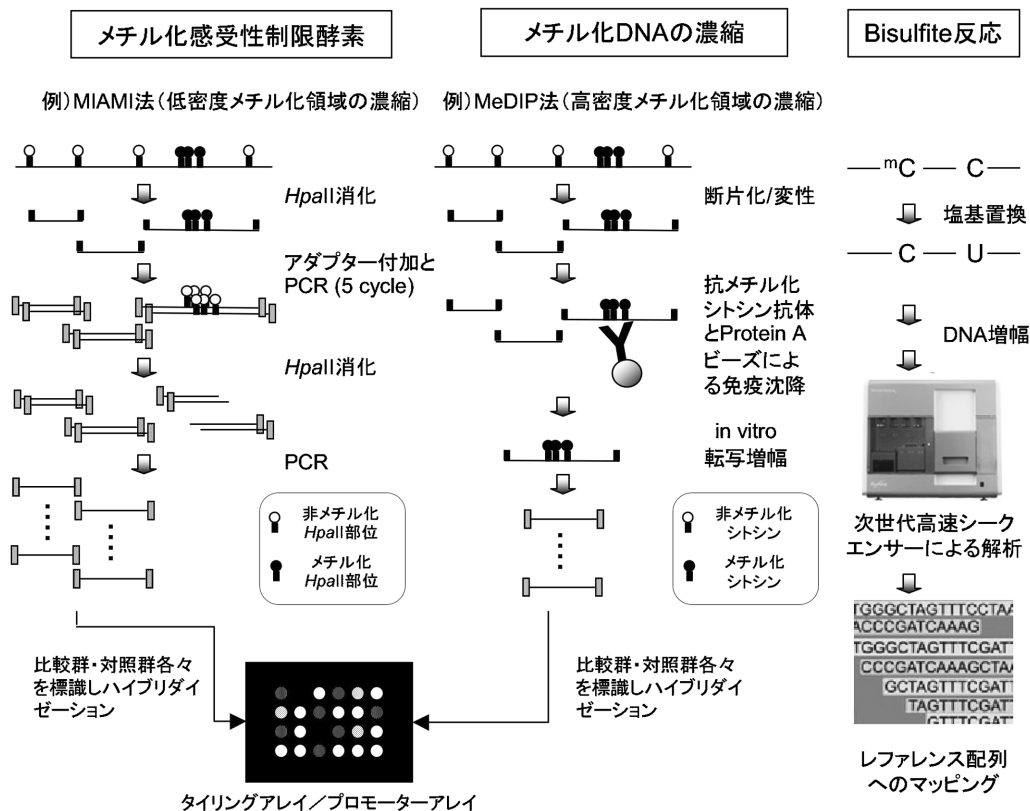 メチル化感受性制限酵素
例）MIAMI法（低密度メチル化領域の濃縮）
HpaII消化
アダプター付加と
PCR (5 cycle)
HpaII消化
PCR
非メチル化
HpaII部位
メチル化
HpaII部位
比較群・対照群各々
を標識しハイブリダイ
ゼーション
メチル化DNAの濃縮
例）MeDIP法（高密度メチル化領域の濃縮）
断片化/変性
抗メチル化
シトシン抗体
とProtein A
ビーズによ
る免疫沈降
in vitro
転写増幅
非メチル化
シトシン
メチル化
シトシン
比較群・対照群各々
を標識しハイブリダイ
ゼーション
タイリングアレイ／プロモーターアレイ
Bisulfite反応
mC C
塩基置換
C U
DNA増幅
次世代高速シーク
エンサーによる解析
TGGGCTAGTTTCCTAA
ACCCGATCAAAG
TGGGCTAGTTTCGATT
CCCGATCAAAGCTAA
GCTAGTTTCGATT
TAGTTTCGATT
GTTTCGATT
レファレンス配列
へのマッピング